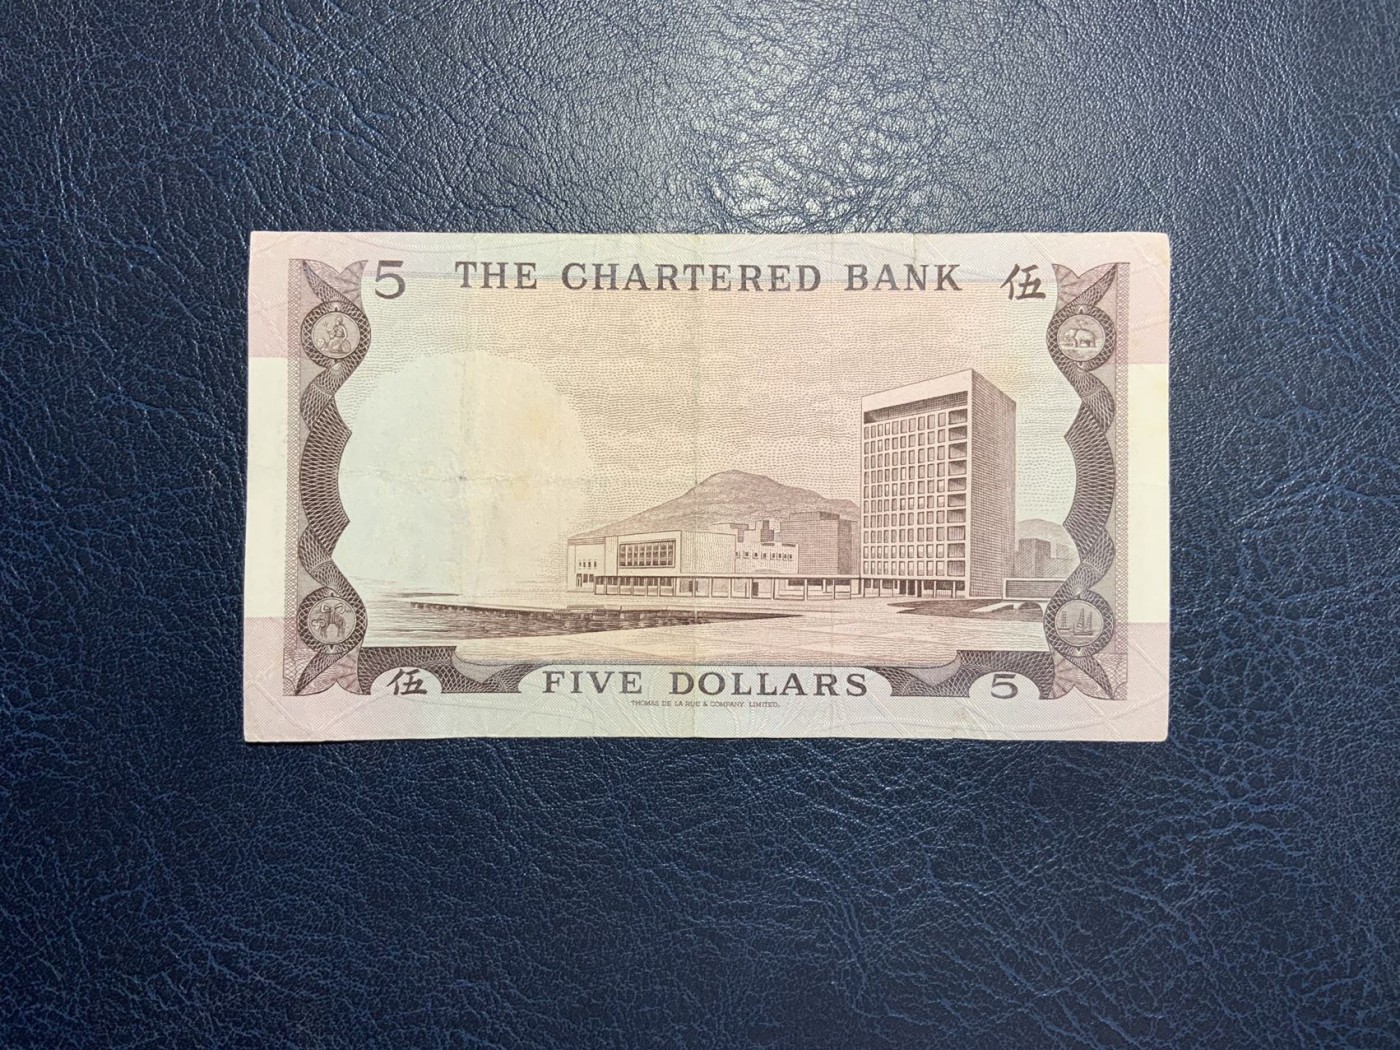 5 THE CHARTERED BANK 伍
伍 FIVE DOLLARS 5
THOMAS DE LA RUE & COMPANY, LIMITED.